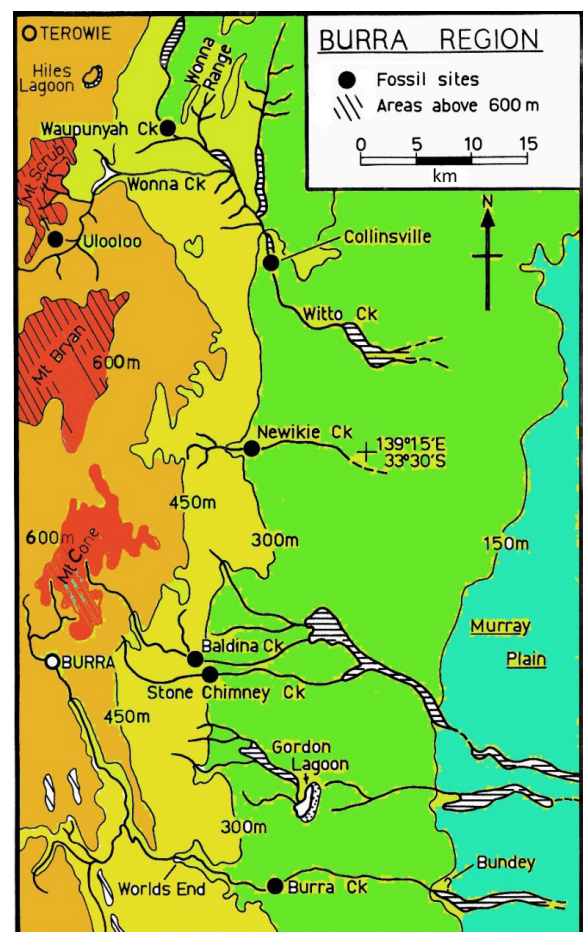 BURRA REGION
Fossil sites
Areas above 600 m
0 5 10 15
km
N
TEROWIE
Hiles
Lagoon
Wonna
Range
Waupunyah Ck
Mt Scrub
Wonna Ck
Ulooloo
Collinsville
Witto Ck
Mt Bryan
600m
Newikie Ck
139°15'E
33°30'S
450m
300m
150m
600m
Mt Cone
Baldina Ck
BURRA
Stone Chimney Ck
Murray
Plain
450m
Gordon
Lagoon
300m
Worlds End
Burra Ck
Bundey